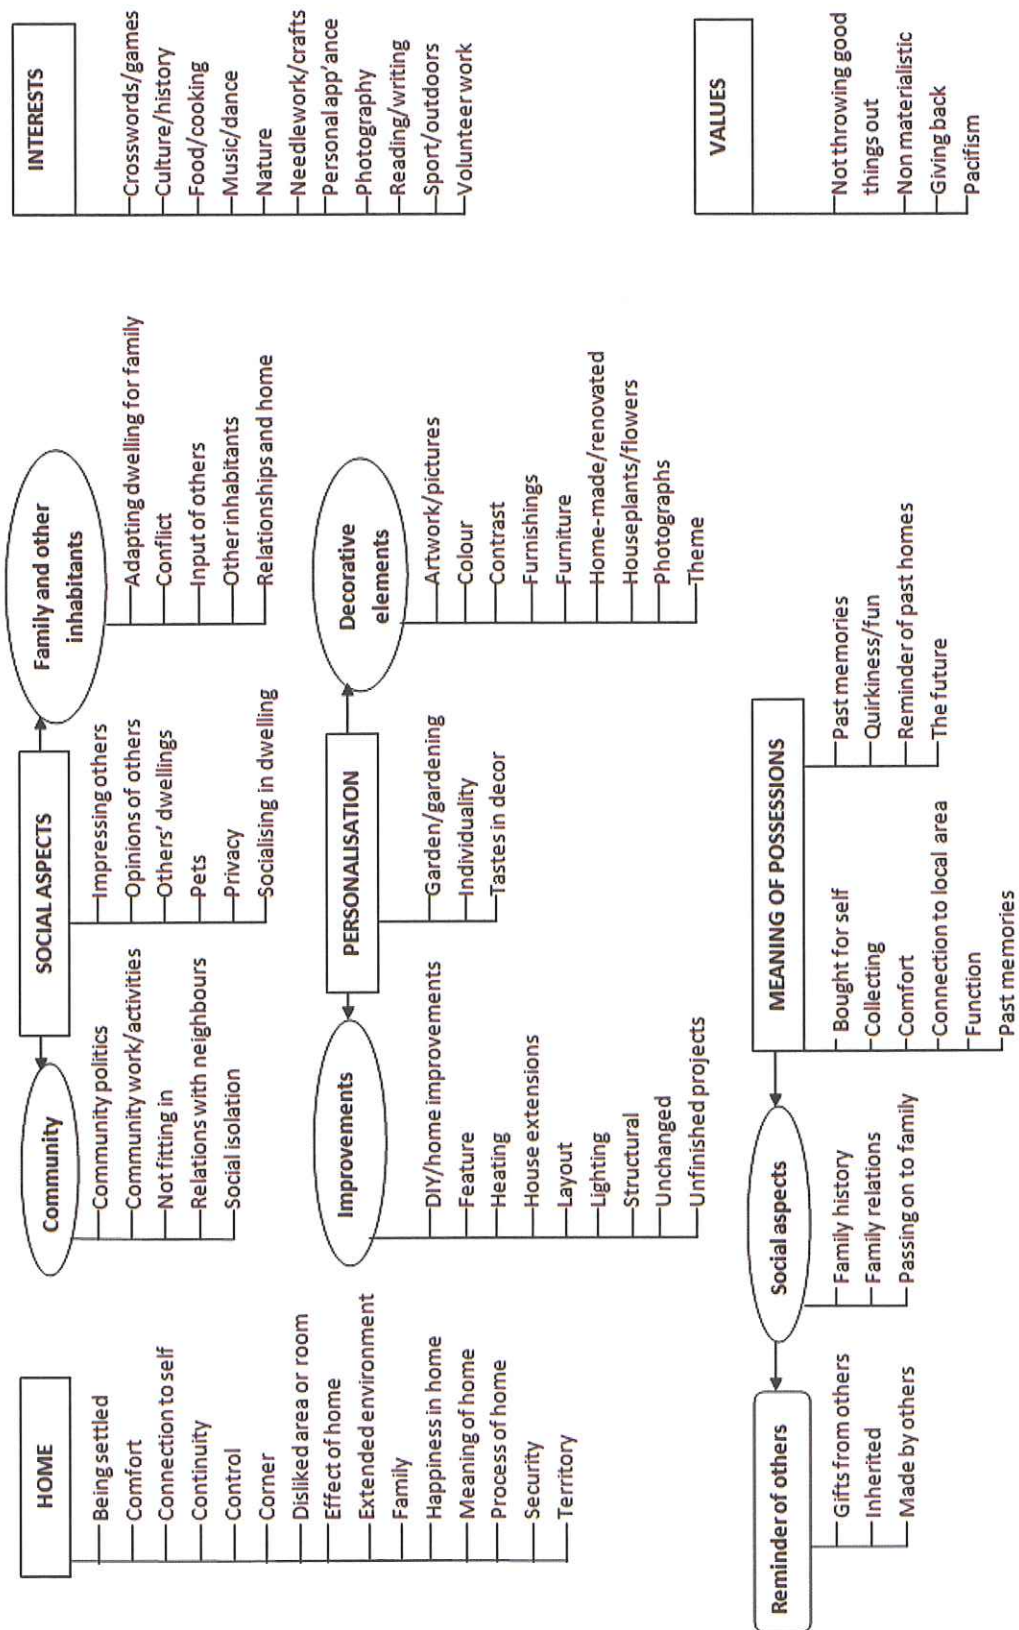 HOME
Being settled
Comfort
Connection to self
Continuity
Control
Corner
Disliked area or room
Effect of home
Extended environment
Family
Happiness in home
Meaning of home
Process of home
Security
Territory
SOCIAL ASPECTS
Impressing others
Opinions of others
Others' dwellings
Pets
Privacy
Socialising in dwelling
Community
Community politics
Community work/activities
Not fitting in
Relations with neighbours
Social isolation
Family and other
inhabitants
Adapting dwelling for family
Conflict
Input of others
Other inhabitants
Relationships and home
INTERESTS
Crosswords/games
Culture/history
Food/cooking
Music/dance
Nature
Needlework/crafts
Personal app'ance
Photography
Reading/writing
Sport/outdoors
Volunteer work
PERSONALISATION
Garden/gardening
Individuality
Tastes in decor
Improvements
DIY/home improvements
Feature
Heating
House extensions
Layout
Lighting
Structural
Unchanged
Unfinished projects
Decorative
elements
Artwork/pictures
Colour
Contrast
Furnishings
Furniture
Home-made/renovated
Houseplants/flowers
Photographs
Theme
Reminder of others
Gifts from others
Inherited
Made by others
Social aspects
Family history
Family relations
Passing on to family
MEANING OF POSSESSIONS
Bought for self
Collecting
Comfort
Connection to local area
Function
Past memories
Past memories
Quirkiness/fun
Reminder of past homes
The future
VALUES
Not throwing good
things out
Non materialistic
Giving back
Pacifism